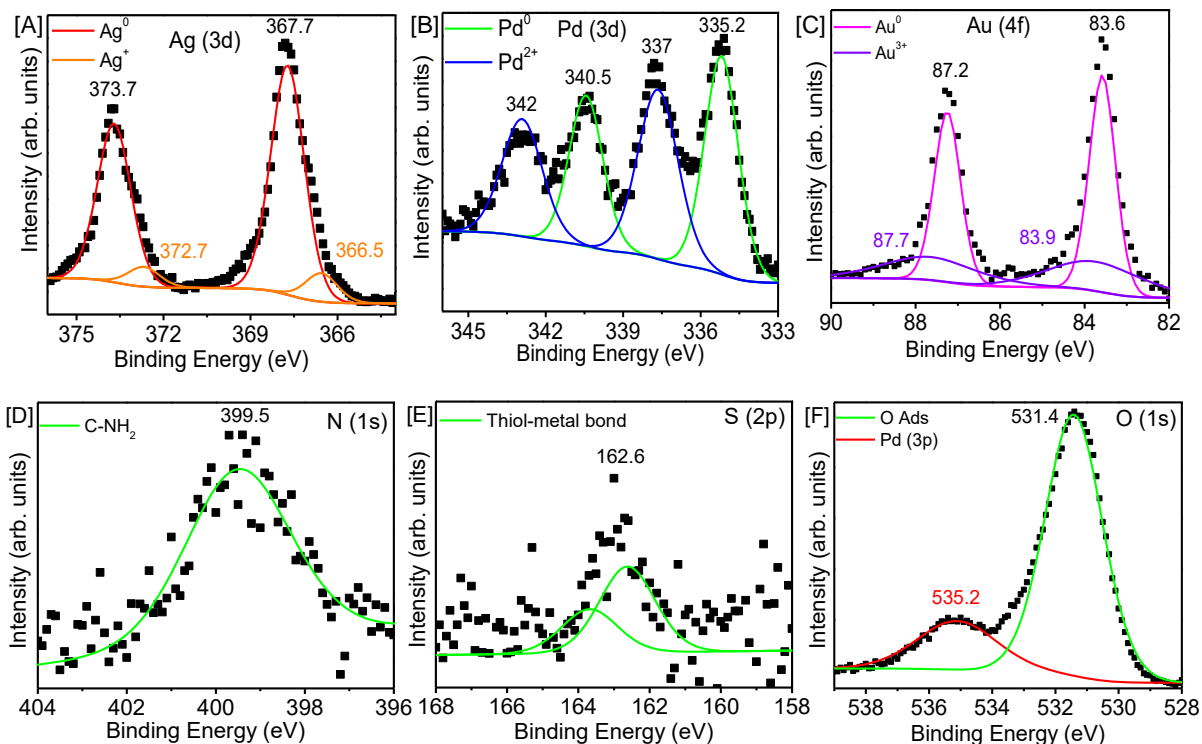 [A]
Ag⁰
Ag⁺
Ag (3d)
367.7
373.7
372.7
366.5
Intensity (arb. units)
375 372 369 366
Binding Energy (eV)
[B]
Pd⁰
Pd²⁺
Pd (3d)
335.2
337
340.5
342
Intensity (arb. units)
345 342 339 336 333
Binding Energy (eV)
[C]
Au⁰
Au³⁺
Au (4f)
83.6
87.2
87.7
83.9
Intensity (arb. units)
90 88 86 84 82
Binding Energy (eV)
[D]
C-NH₂
399.5
N (1s)
Intensity (arb. units)
404 402 400 398 396
Binding Energy (eV)
[E]
Thiol-metal bond
S (2p)
162.6
Intensity (arb. units)
168 166 164 162 160 158
Binding Energy (eV)
[F]
O Ads
Pd (3p)
531.4
O (1s)
535.2
Intensity (arb. units)
538 536 534 532 530 528
Binding Energy (eV)